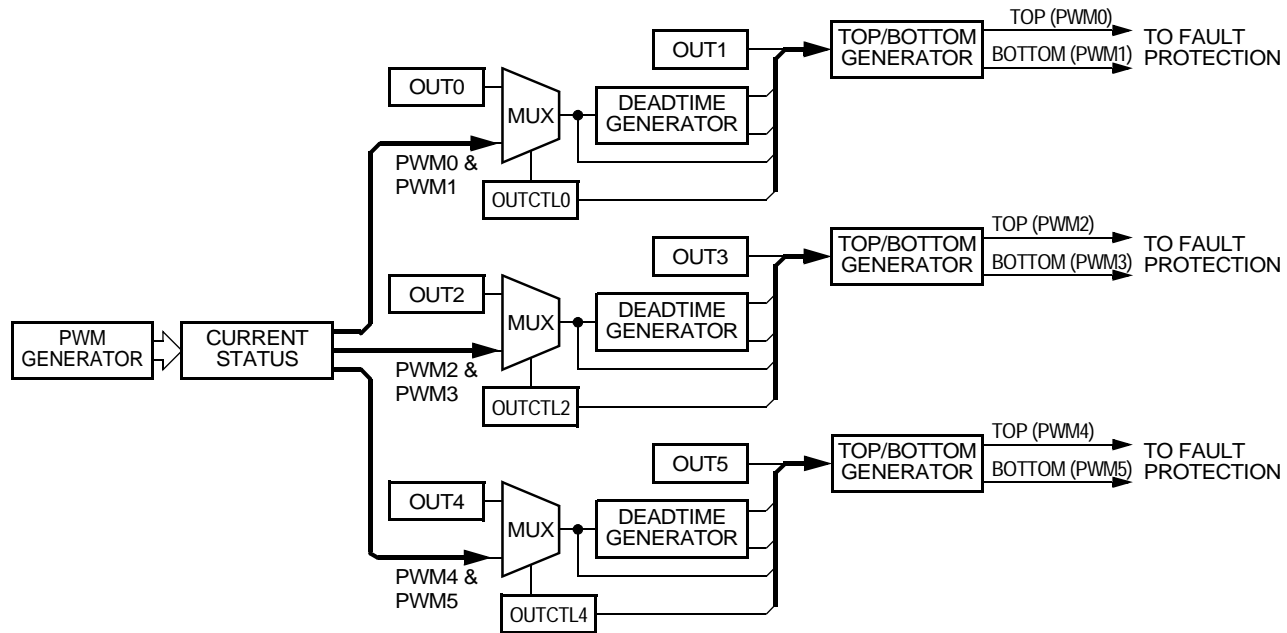 TOP (PWM0)
OUT1
TOP/BOTTOM
GENERATOR
TO FAULT
PROTECTION
BOTTOM (PWM1)
OUT0
MUX
DEADTIME
GENERATOR
PWM0 &
PWM1
OUTCTL0
TOP (PWM2)
OUT3
TOP/BOTTOM
GENERATOR
TO FAULT
PROTECTION
BOTTOM (PWM3)
OUT2
MUX
DEADTIME
GENERATOR
PWM
GENERATOR
CURRENT
STATUS
PWM2 &
PWM3
OUTCTL2
TOP (PWM4)
OUT5
TOP/BOTTOM
GENERATOR
TO FAULT
PROTECTION
BOTTOM (PWM5)
OUT4
MUX
DEADTIME
GENERATOR
PWM4 &
PWM5
OUTCTL4